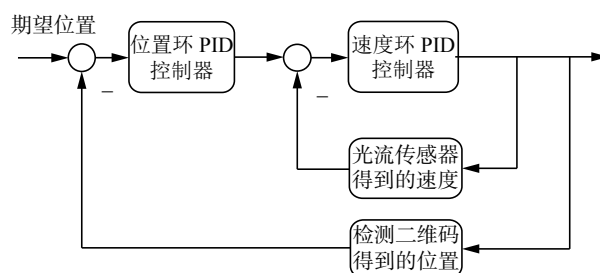 期望位置
位置环 PID
控制器
速度环 PID
控制器
−
−
光流传感器
得到的速度
检测二维码
得到的位置